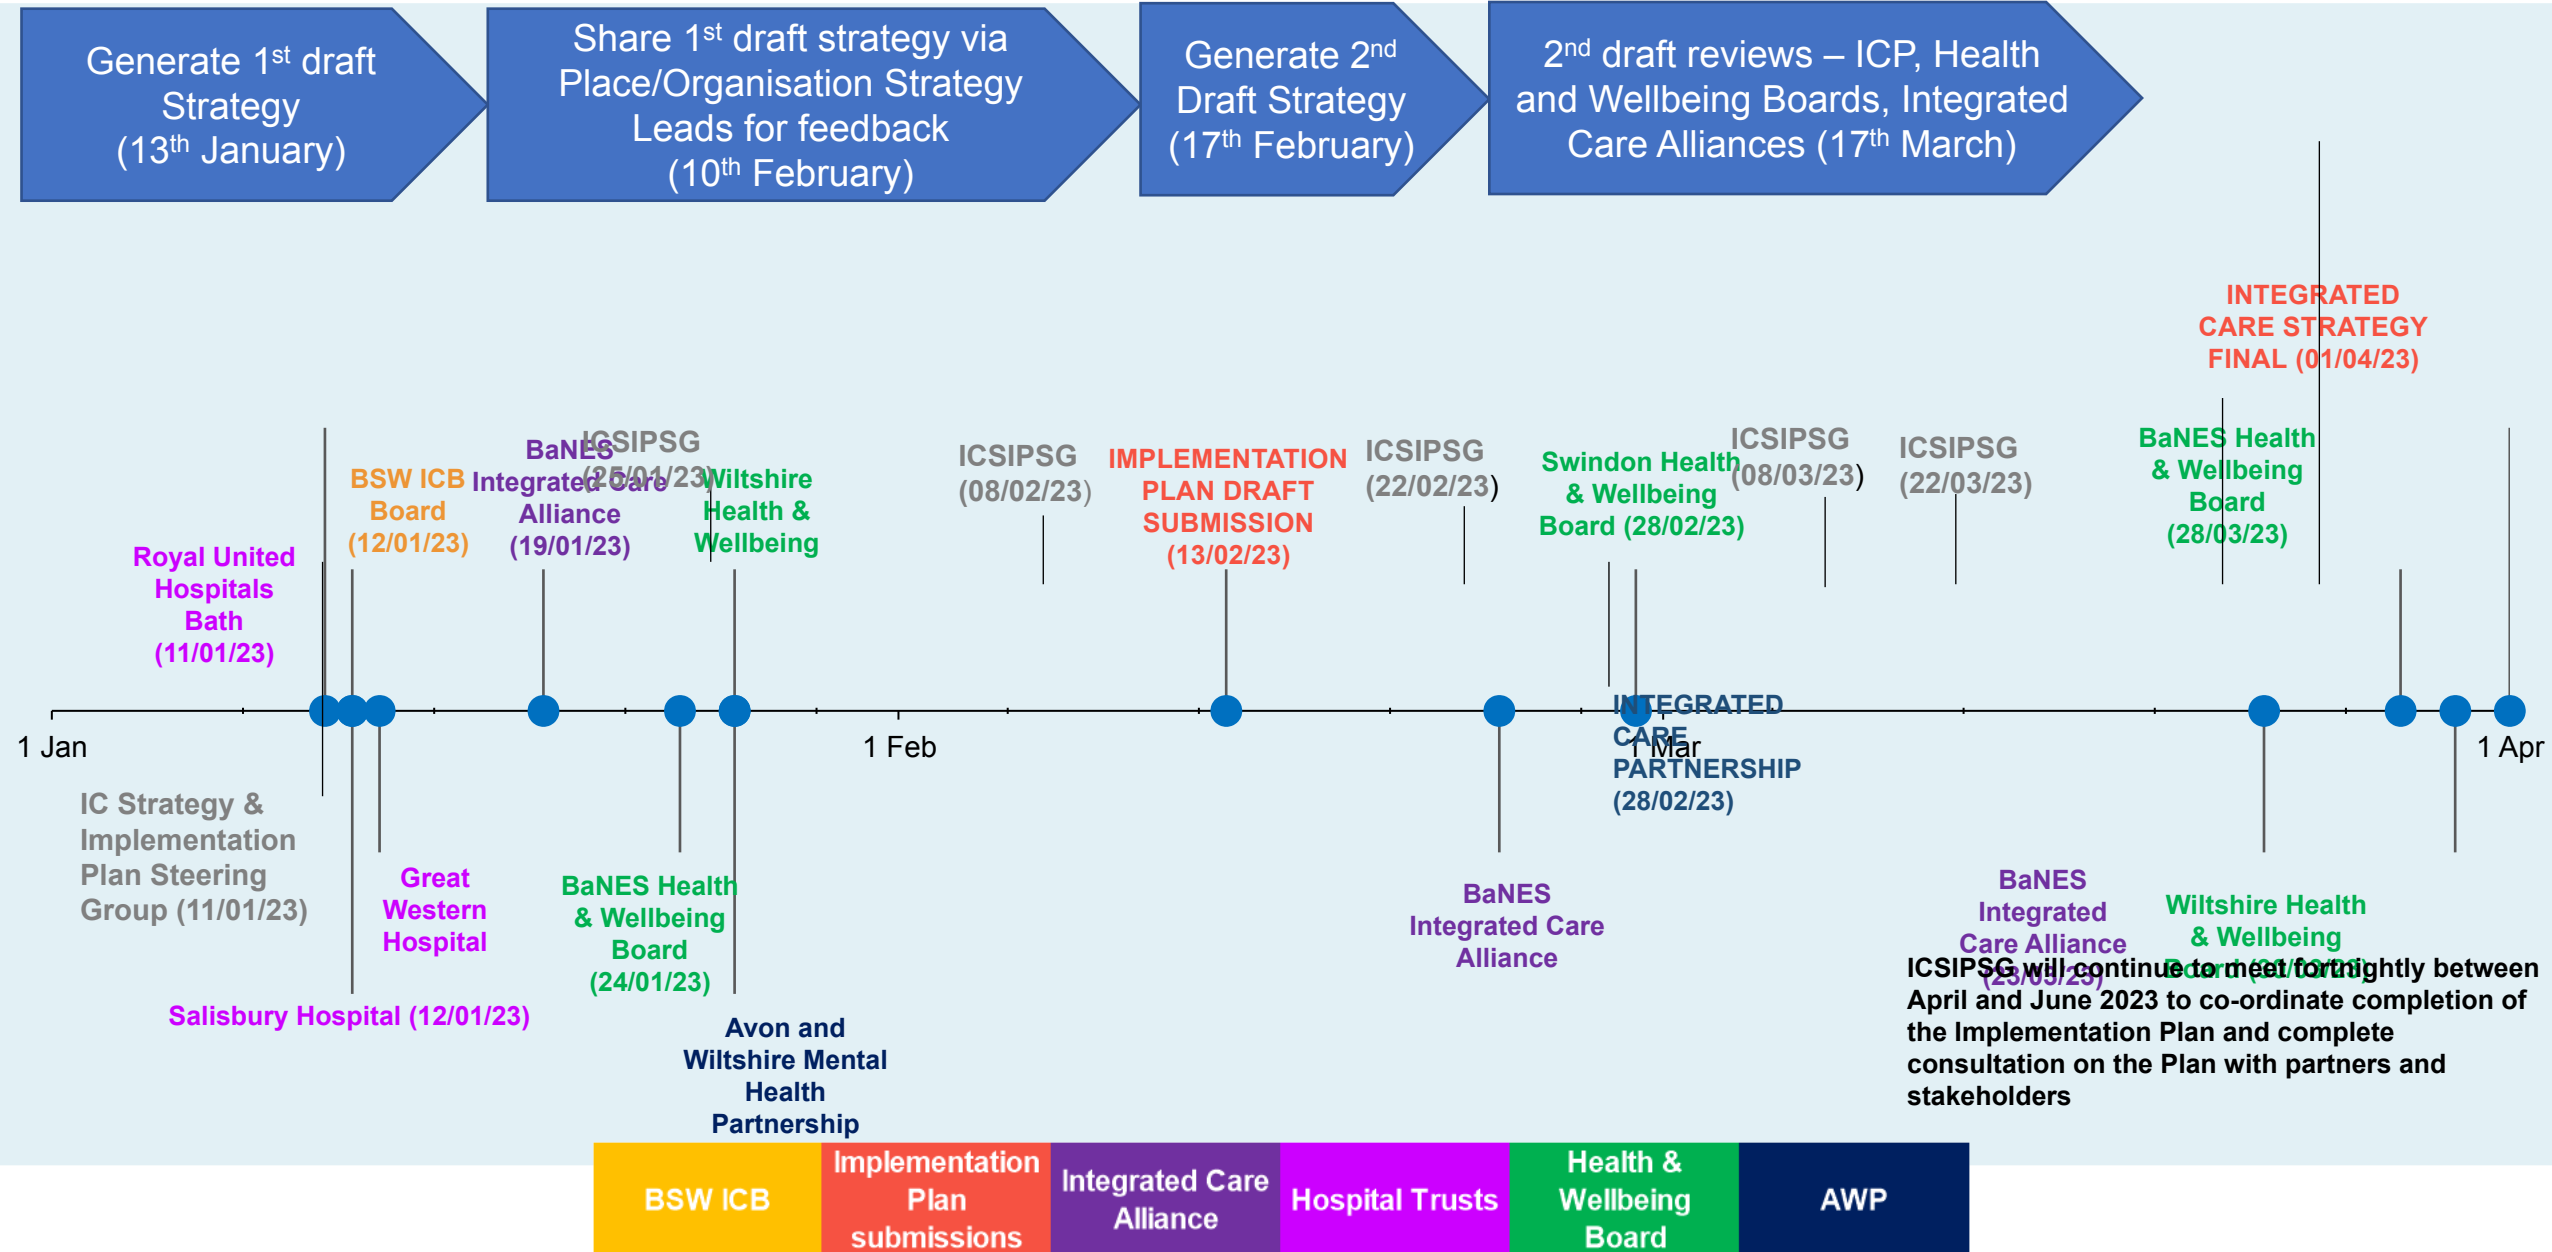 Generate 1st draft
Strategy
(13th January)
Share 1st draft strategy via
Place/Organisation Strategy
Leads for feedback
(10th February)
Generate 2nd
Draft Strategy
(17th February)
2nd draft reviews – ICP, Health
and Wellbeing Boards, Integrated
Care Alliances (17th March)
INTEGRATED
CARE STRATEGY
FINAL (01/04/23)
Royal United
Hospitals
Bath
(11/01/23)
BSW ICB
Board
(12/01/23)
BaNES
Integrated Care
Alliance
(19/01/23)
ICSIPSG
(25/01/23)
Wiltshire
Health &
Wellbeing
ICSIPSG
(08/02/23)
IMPLEMENTATION
PLAN DRAFT
SUBMISSION
(13/02/23)
ICSIPSG
(22/02/23)
Swindon Health
& Wellbeing
Board (28/02/23)
ICSIPSG
(08/03/23)
ICSIPSG
(22/03/23)
BaNES Health
& Wellbeing
Board
(28/03/23)
1 Jan
1 Feb
1 Mar
1 Apr
INTEGRATED
CARE
PARTNERSHIP
(28/02/23)
IC Strategy &
Implementation
Plan Steering
Group (11/01/23)
Great
Western
Hospital
Salisbury Hospital (12/01/23)
BaNES Health
& Wellbeing
Board
(24/01/23)
Avon and
Wiltshire Mental
Health
Partnership
BaNES
Integrated Care
Alliance
BaNES
Integrated
Care Alliance
(23/03/23)
Wiltshire Health
& Wellbeing
Board
ICSIPSG will continue to meet fortnightly between
April and June 2023 to co-ordinate completion of
the Implementation Plan and complete
consultation on the Plan with partners and
stakeholders
BSW ICB
Implementation
Plan
submissions
Integrated Care
Alliance
Hospital Trusts
Health &
Wellbeing
Board
AWP